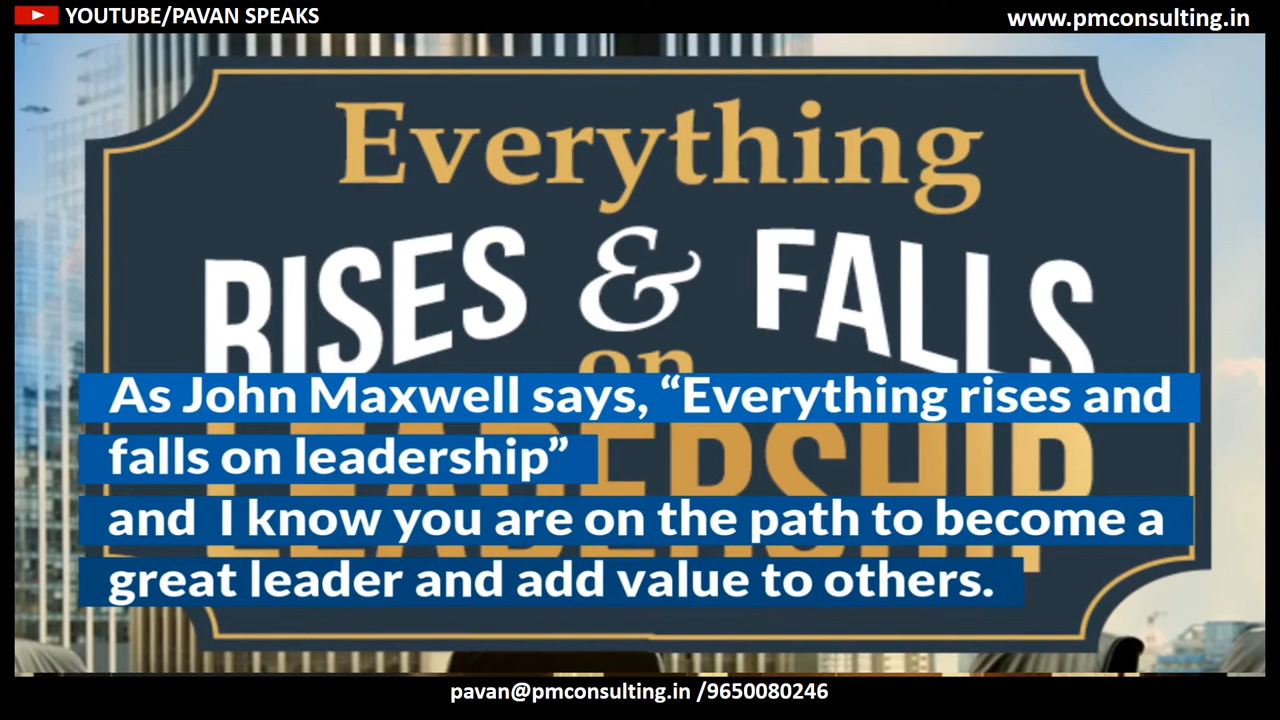 YOUTUBE/PAVAN SPEAKS
www.pmconsulting.in
Everything
RISES & FALLS
on
LEADERSHIP
As John Maxwell says, “Everything rises and
falls on leadership”
and  I know you are on the path to become a
great leader and add value to others.
pavan@pmconsulting.in /9650080246